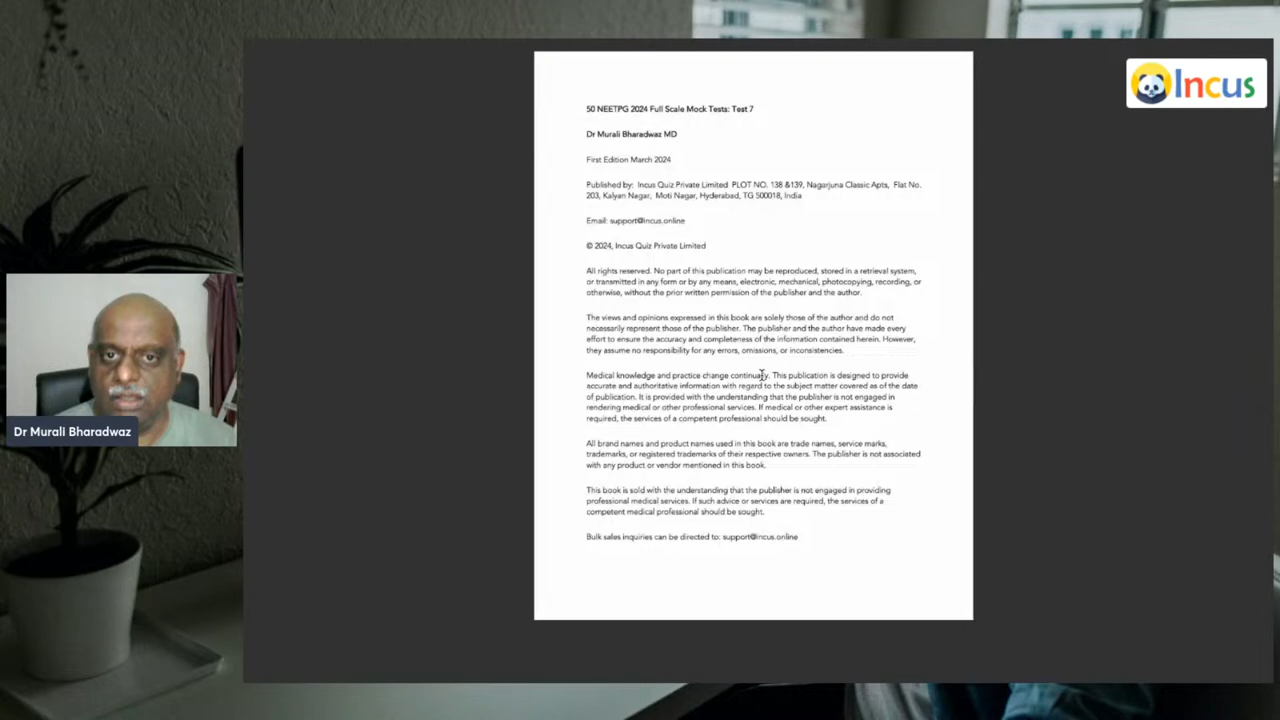 Incus
50 NEETPG 2024 Full Scale Mock Tests: Test 7
Dr Murali Bharadwaz MD
First Edition March 2024
Published by: Incus Quiz Private Limited PLOT NO. 138 &139, Nagarjuna Classic Apts, Flat No.
203, Kalyan Nagar, Moti Nagar, Hyderabad, TG 500018, India
Email: support@incus.online
© 2024, Incus Quiz Private Limited
All rights reserved. No part of this publication may be reproduced, stored in a retrieval system,
or transmitted in any form or by any means, electronic, mechanical, photocopying, recording, or
otherwise, without the prior written permission of the publisher and the author.
The views and opinions expressed in this book are solely those of the author and do not
necessarily represent those of the publisher. The publisher and the author have made every
effort to ensure the accuracy and completeness of the information contained herein. However,
they assume no responsibility for any errors, omissions, or inconsistencies.
Medical knowledge and practice change continually. This publication is designed to provide
accurate and authoritative information with regard to the subject matter covered as of the date
of publication. It is provided with the understanding that the publisher is not engaged in
rendering medical or other professional services. If medical or other expert assistance is
required, the services of a competent professional should be sought.
All brand names and product names used in this book are trade names, service marks,
trademarks, or registered trademarks of their respective owners. The publisher is not associated
with any product or vendor mentioned in this book.
This book is sold with the understanding that the publisher is not engaged in providing
professional medical services. If such advice or services are required, the services of a
competent medical professional should be sought.
Bulk sales inquiries can be directed to: support@incus.online
Dr Murali Bharadwaz